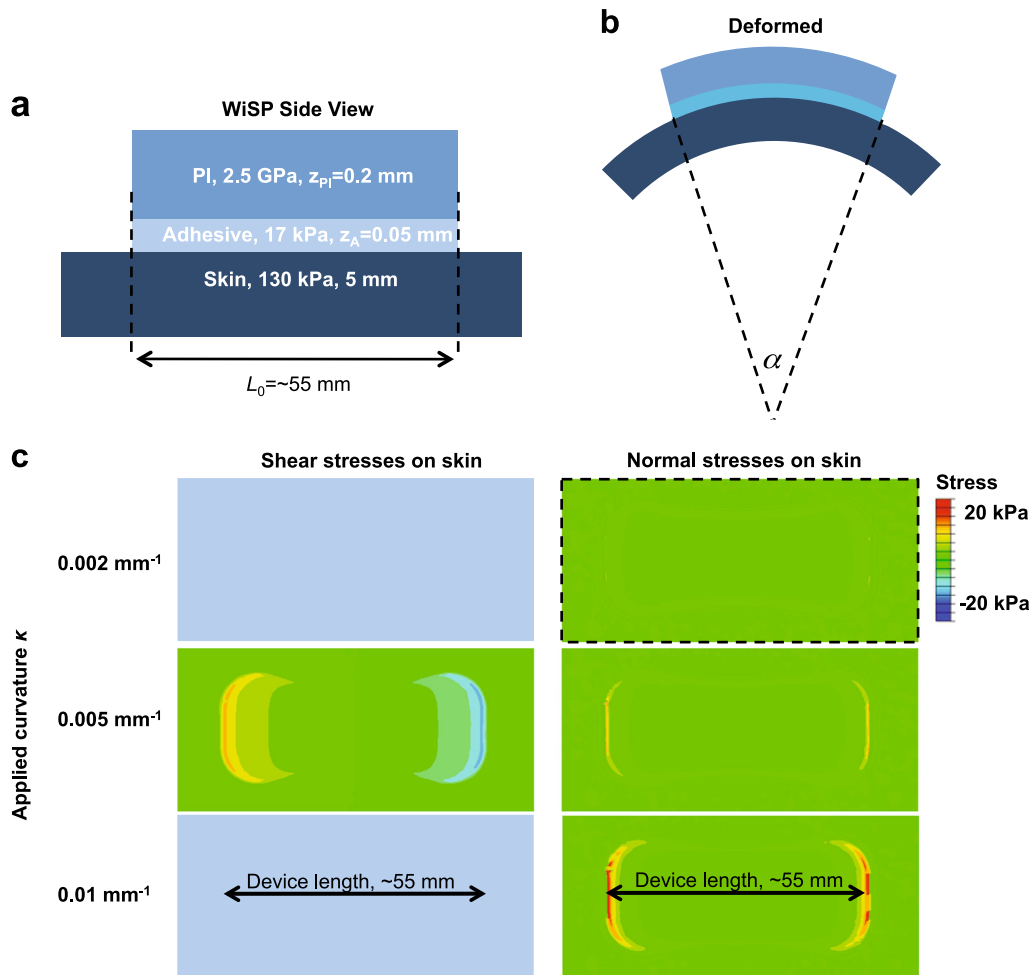 a
WiSP Side View
PI, 2.5 GPa, zPI=0.2 mm
Adhesive, 17 kPa, zA=0.05 mm
Skin, 130 kPa, 5 mm
L0=~55 mm
b
Deformed
α
c
Shear stresses on skin
Normal stresses on skin
Stress
20 kPa
-20 kPa
Applied curvature κ
0.002 mm-1
0.005 mm-1
0.01 mm-1
Device length, ~55 mm
Device length, ~55 mm